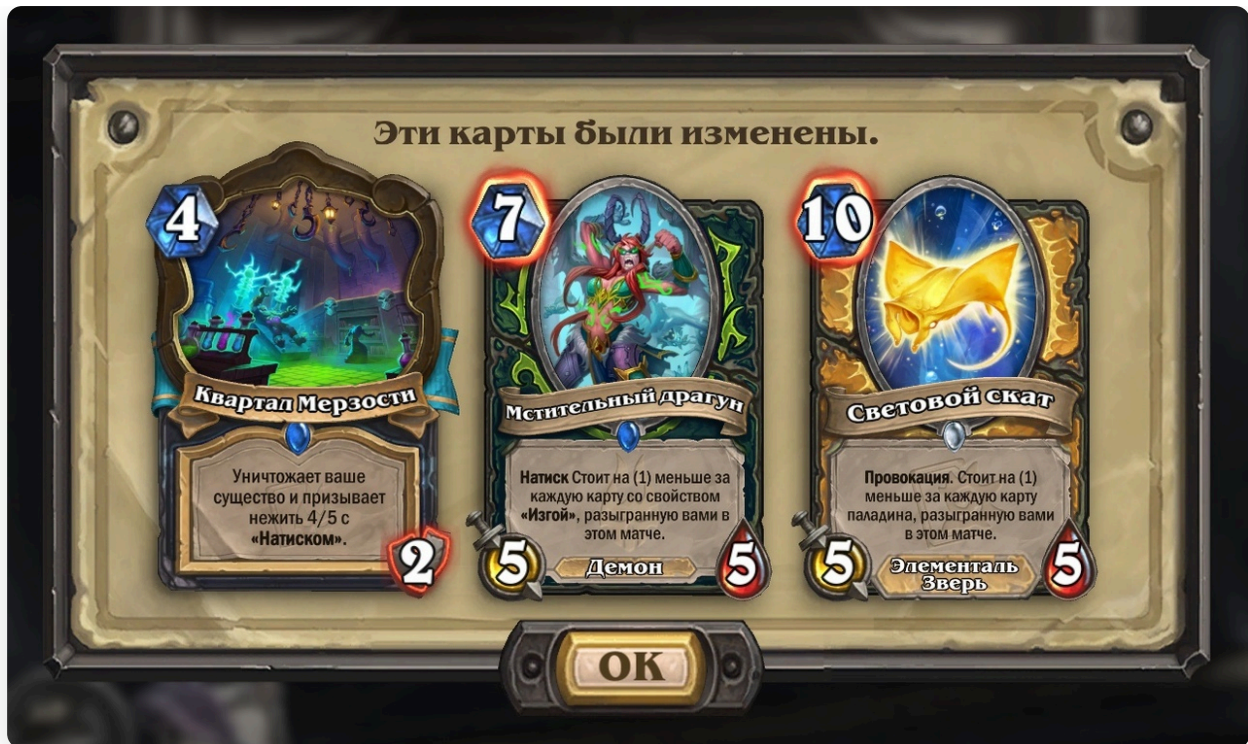 Эти карты были изменены.
4
Квартал Мерзости
Уничтожает ваше
существо и призывает
нежить 4/5 с
«Натиском».
2
7
Мстительный драгун
Натиск Стоит на (1) меньше за
каждую карту со свойством
«Изгой», разыгранную вами в
этом матче.
5
Демон
5
10
Световой скат
Провокация. Стоит на (1)
меньше за каждую карту
паладина, разыгранную вами
в этом матче.
5
Элементаль
Зверь
5
ОК